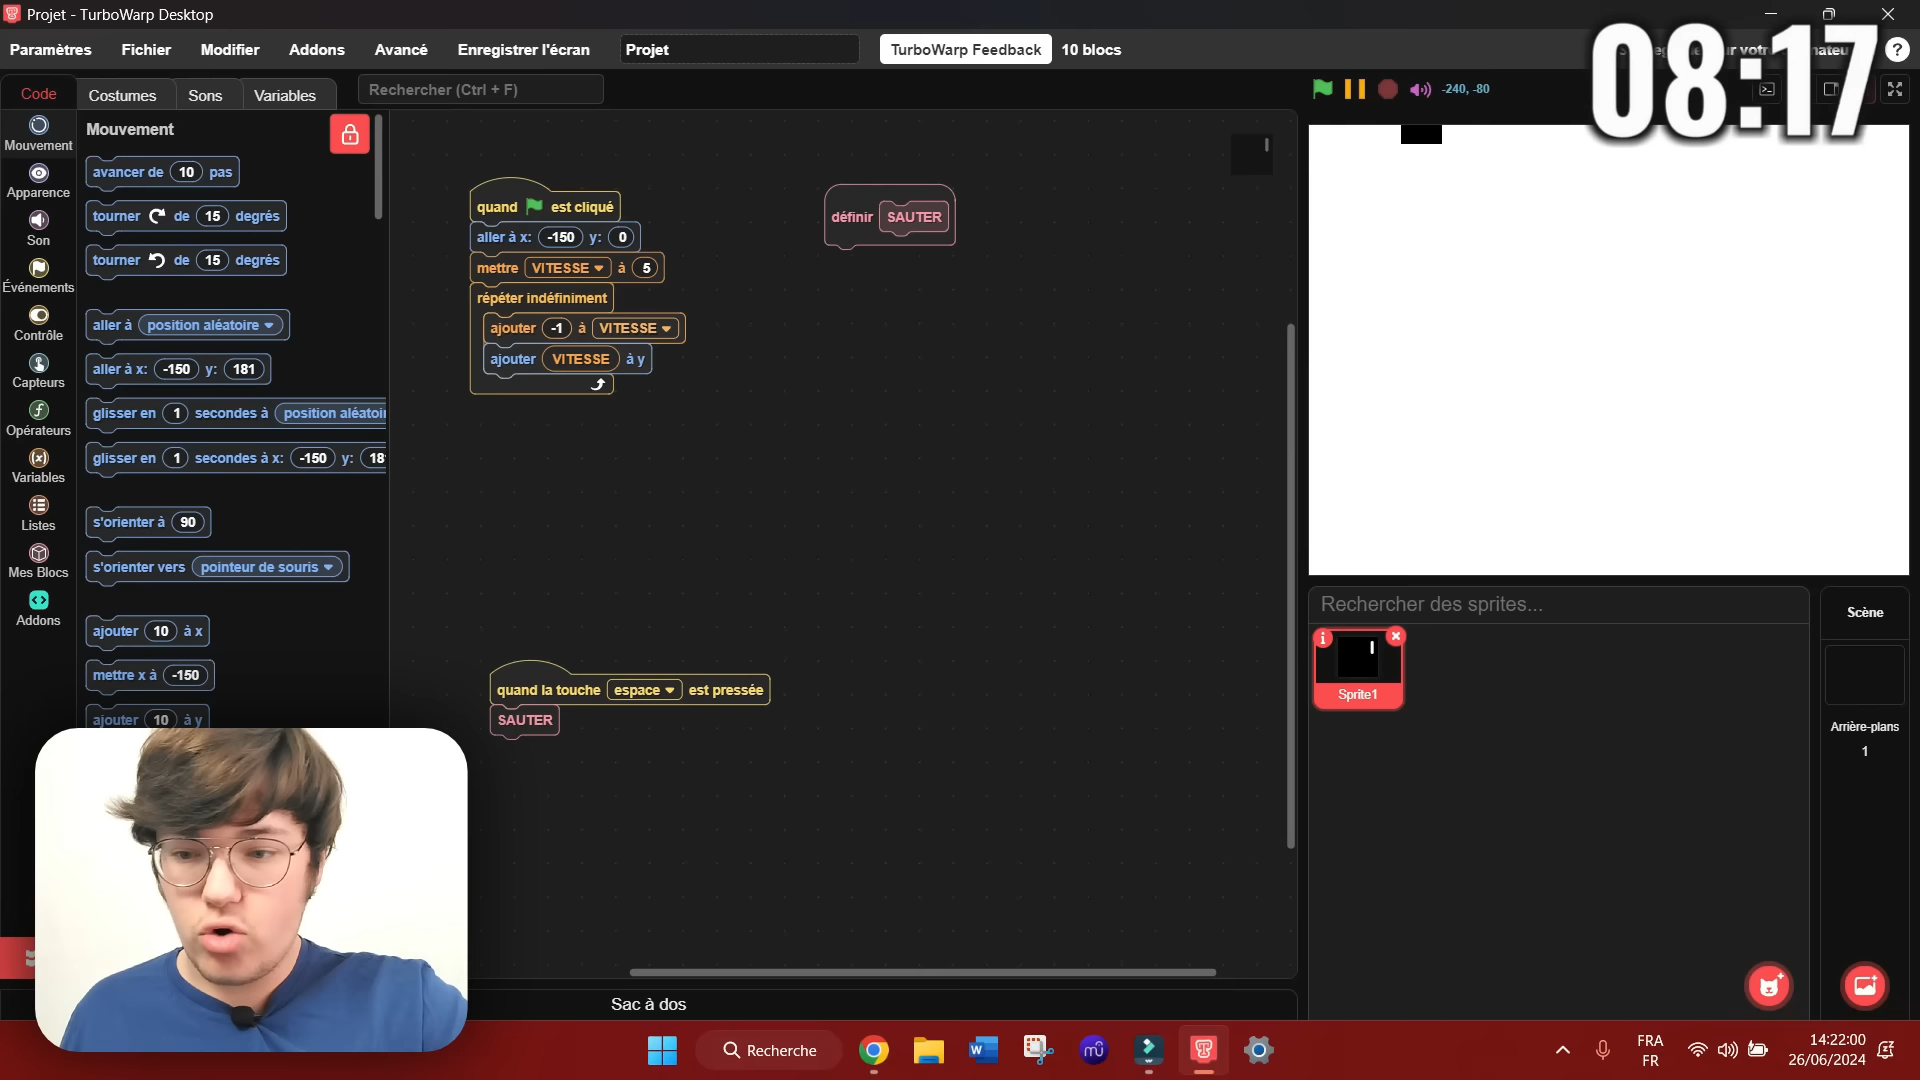 Projet - TurboWarp Desktop
Paramètres Fichier Modifier Addons Avancé Enregistrer l'écran Projet TurboWarp Feedback 10 blocs
08:17
Code Costumes Sons Variables Rechercher (Ctrl + F) -240, -80
Mouvement
Apparence
Son
Événements
Contrôle
Capteurs
Opérateurs
Variables
Listes
Mes Blocs
Addons
Mouvement
avancer de 10 pas
tourner de 15 degrés
tourner de 15 degrés
aller à position aléatoire
aller à x: -150 y: 181
glisser en 1 secondes à position aléatoir
glisser en 1 secondes à x: -150 y: 18
s'orienter à 90
s'orienter vers pointeur de souris
ajouter 10 à x
mettre x à -150
ajouter 10 à y
quand est cliqué
aller à x: -150 y: 0
mettre VITESSE à 5
répéter indéfiniment
ajouter -1 à VITESSE
ajouter VITESSE à y
définir SAUTER
quand la touche espace est pressée
SAUTER
Sac à dos
Rechercher des sprites...
Sprite1
Scène
Arrière-plans
1
Recherche
FRA
FR
14:22:00
26/06/2024